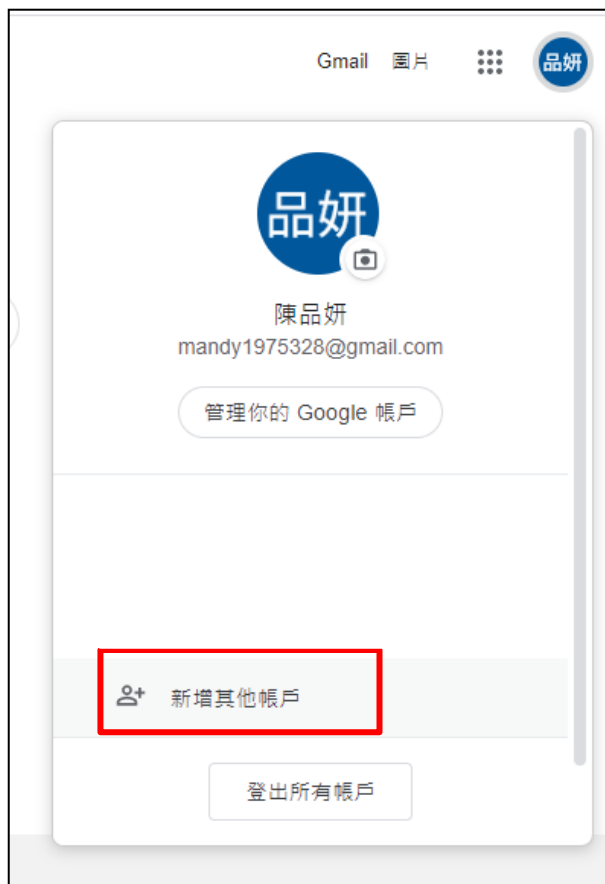 Gmail 圖片 品妍
品妍
陳品妍
mandy1975328@gmail.com
管理你的 Google 帳戶
新增其他帳戶
登出所有帳戶